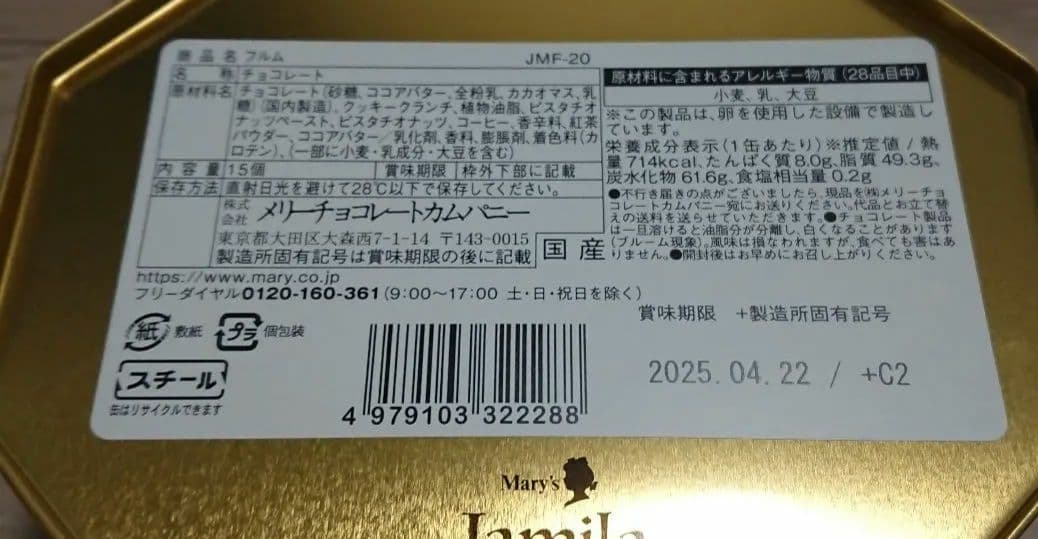 商品名 フルム JMF-20
名称 チョコレート
原材料名 チョコレート(砂糖、ココアバター、全粉乳、カカオマス、乳
糖)(国内製造)、クッキークランチ、植物油脂、ピスタチオ
ナッツペースト、ピスタチオナッツ、コーヒー、香辛料、紅茶
パウダー、ココアバター/乳化剤、香料、膨脹剤、着色料(カ
ロテン)、(一部に小麦・乳成分・大豆を含む)
内容量 15個 賞味期限 枠外下部に記載
保存方法 直射日光を避けて28℃以下で保存してください。
株式会社 メリーチョコレートカムパニー
東京都大田区大森西7-1-14 〒143-0015
製造所固有記号は賞味期限の後に記載
国産
https://www.mary.co.jp
フリーダイヤル0120-160-361(9:00〜17:00 土・日・祝日を除く)
紙 敷紙 プラ 個包装
スチール
缶はリサイクルできます
4 979103 322288
原材料に含まれるアレルギー物質(28品目中)
小麦、乳、大豆
※この製品は、卵を使用した設備で製造し
ています。
栄養成分表示(1缶あたり)※推定値/熱
量714kcal、たんぱく質8.0g、脂質49.3g、
炭水化物61.6g、食塩相当量0.2g
●不行き届きの点がございましたら、現品を㈱メリーチョ
コレートカムパニー宛にお送りください。代品とお立て替
えの送料を送らせていただきます。●チョコレート製品
は一旦溶けると油脂分が分離し、白くなることがあります
(ブルーム現象)。風味は損なわれますが、食べても害はあ
りません。●開封後はお早めにお召し上がりください。
賞味期限 +製造所固有記号
2025.04.22 / +C2
Mary's
Jamila